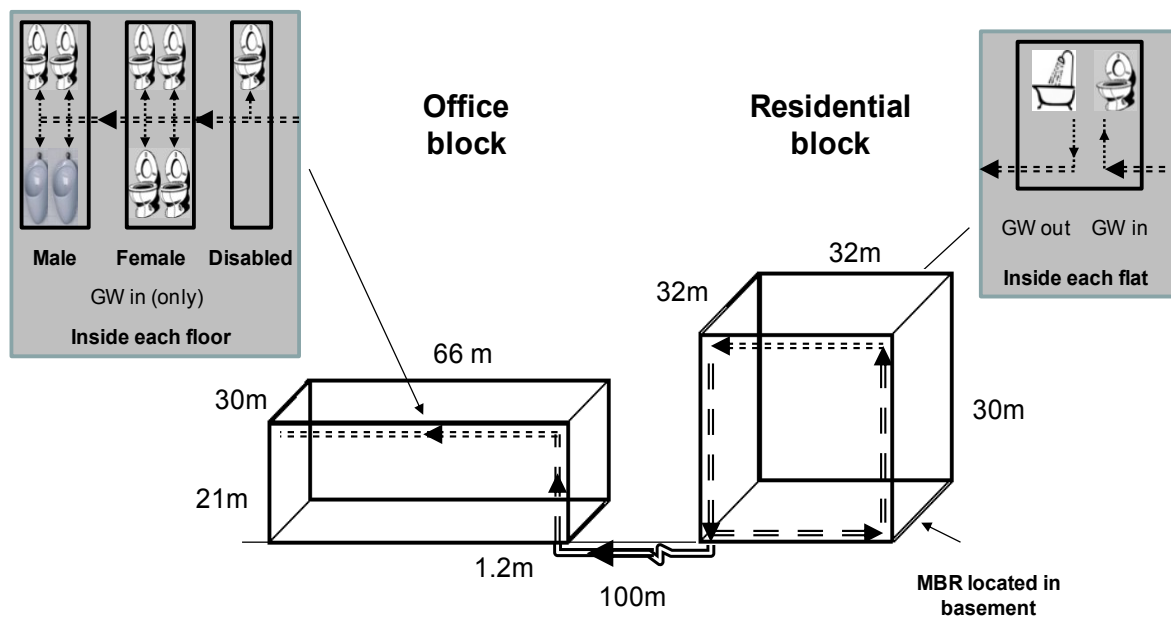 Male Female Disabled
GW in (only)
Inside each floor
Office
block
Residential
block
GW out GW in
Inside each flat
32m
32m
30m
66 m
30m
21m
1.2m
100m
MBR located in
basement